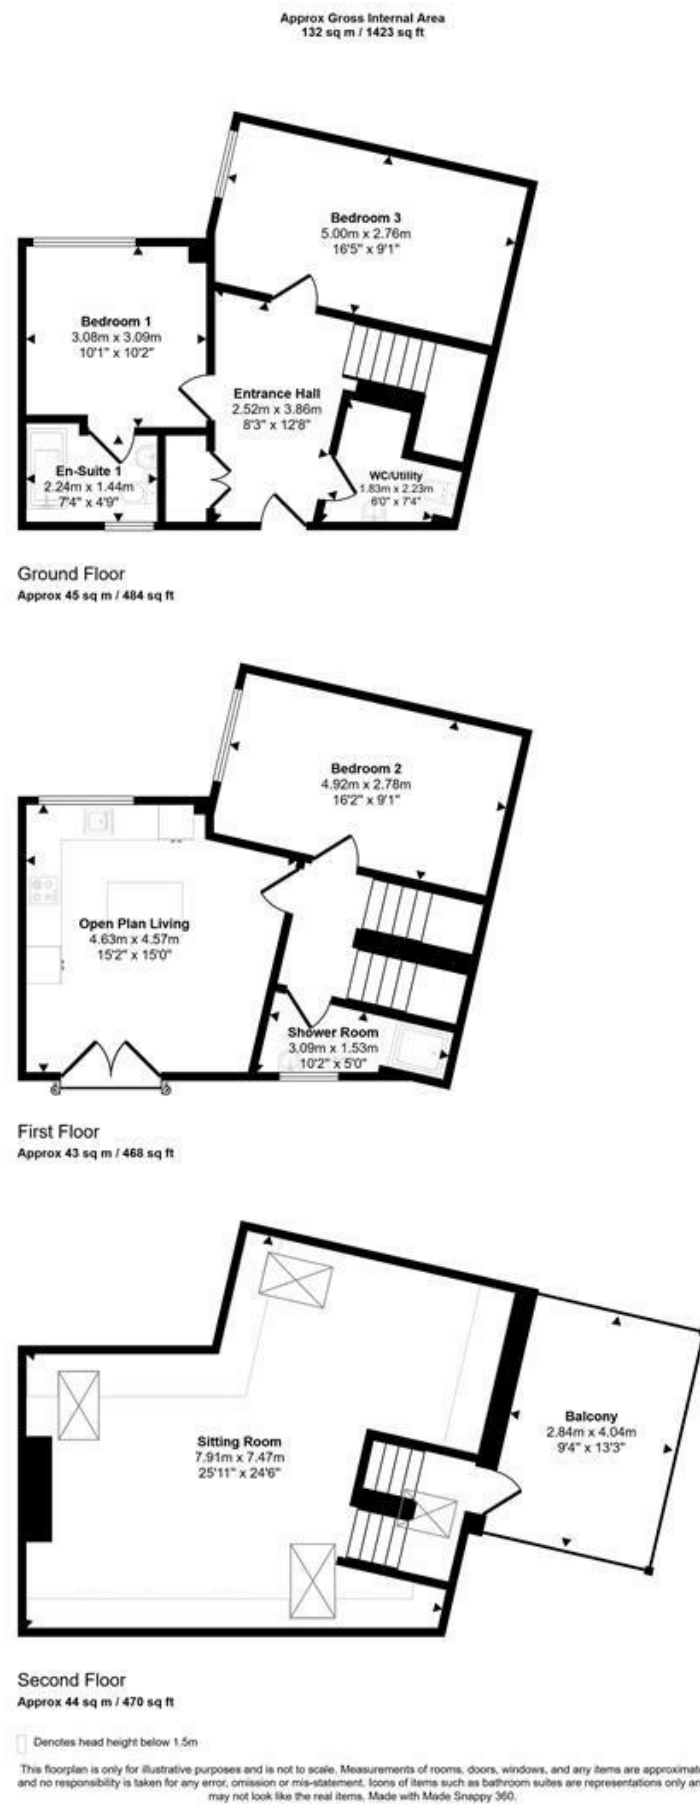 Approx Gross Internal Area
132 sq m / 1423 sq ft
Bedroom 3
5.00m x 2.76m
16'5" x 9'1"
Bedroom 1
3.08m x 3.09m
10'1" x 10'2"
Entrance Hall
2.52m x 3.86m
8'3" x 12'8"
En-Suite 1
2.24m x 1.44m
7'4" x 4'9"
WC/Utility
1.83m x 2.23m
6'0" x 7'4"
Ground Floor
Approx 45 sq m / 484 sq ft
Bedroom 2
4.92m x 2.78m
16'2" x 9'1"
Open Plan Living
4.63m x 4.57m
15'2" x 15'0"
Shower Room
3.09m x 1.53m
10'2" x 5'0"
First Floor
Approx 43 sq m / 468 sq ft
Sitting Room
7.91m x 7.47m
25'11" x 24'6"
Balcony
2.84m x 4.04m
9'4" x 13'3"
Second Floor
Approx 44 sq m / 470 sq ft
Denotes head height below 1.5m
This floorplan is only for illustrative purposes and is not to scale. Measurements of rooms, doors, windows, and any items are approximat
and no responsibility is taken for any error, omission or mis-statement. Icons of items such as bathroom suites are representations only an
may not look like the real items. Made with Made Snappy 360.